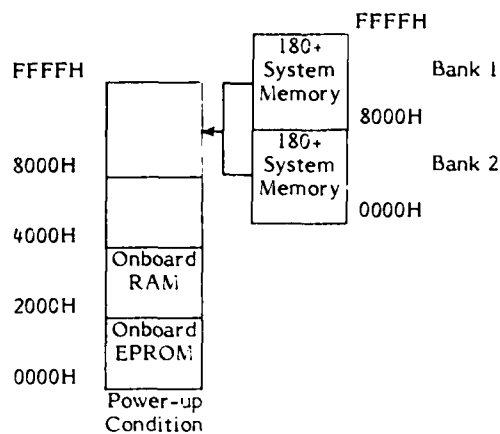 FFFFH
FFFFH
180+
System
Memory
Bank 1
8000H
8000H
180+
System
Memory
Bank 2
0000H
4000H
Onboard
RAM
2000H
Onboard
EPROM
0000H
Power-up
Condition